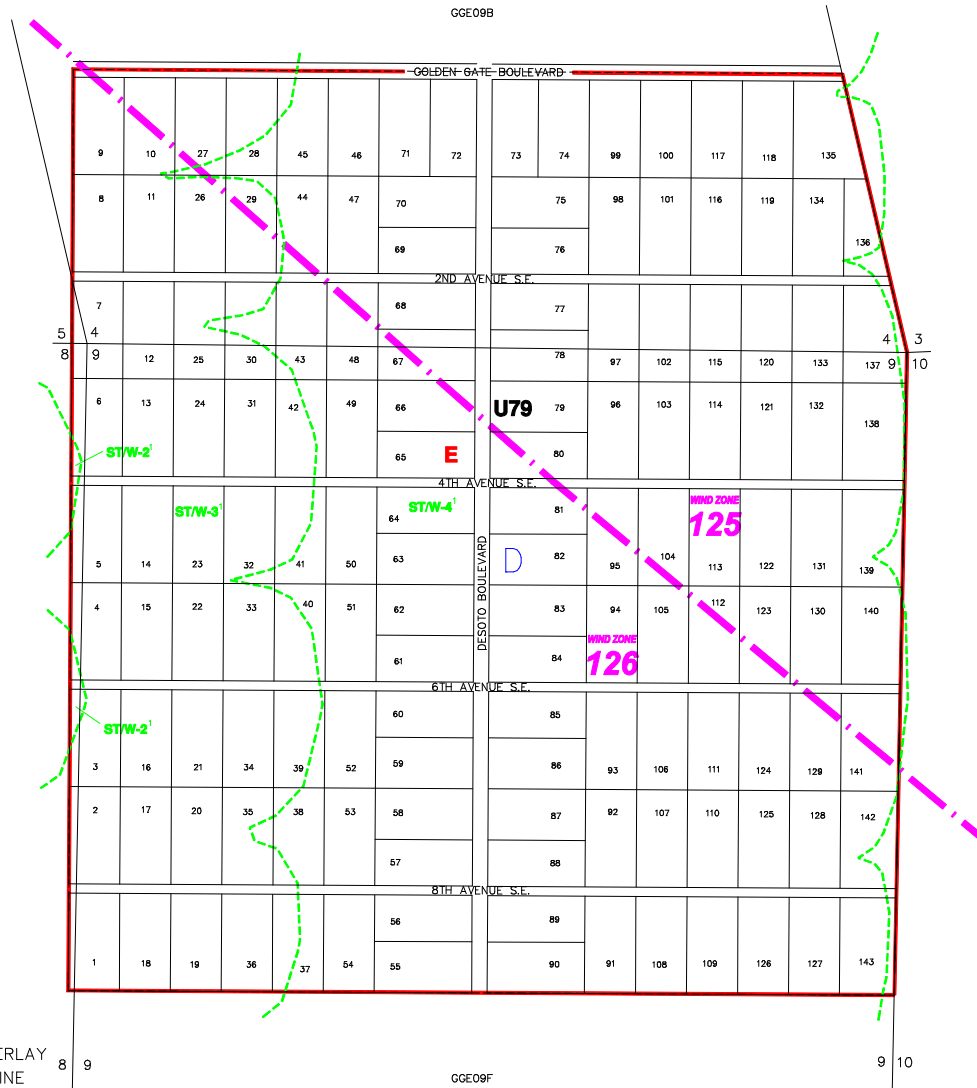 GGE09B
GOLDEN GATE BOULEVARD
9 10 27 28 45 46 71 72 73 74 99 100 117 118 135
8 11 26 29 44 47 70 75 98 101 116 119 134
69 76 136
2ND AVENUE S.E.
7 68 77
5 4 4 3
8 9 9 10
12 25 30 43 48 67 78 97 102 115 120 133 137
6 13 24 31 42 49 66 U79 79 96 103 114 121 132 138
ST/W-2¹ 65 E 80
4TH AVENUE S.E.
ST/W-3¹ ST/W-4¹ 64 81 WIND ZONE
125
5 14 23 32 41 50 63 D 82 95 104 113 122 131 139
DESOTO BOULEVARD
4 15 22 33 40 51 62 83 94 105 112 123 130 140
61 84 WIND ZONE
126
6TH AVENUE S.E.
ST/W-2¹ 60 85
3 16 21 34 39 52 59 86 93 106 111 124 129 141
2 17 20 35 38 53 58 87 92 107 110 125 128 142
57 88
8TH AVENUE S.E.
56 89
1 18 19 36 37 54 55 90 91 108 109 126 127 143
ERLAY 8 9 9 10
INE
GGE09F